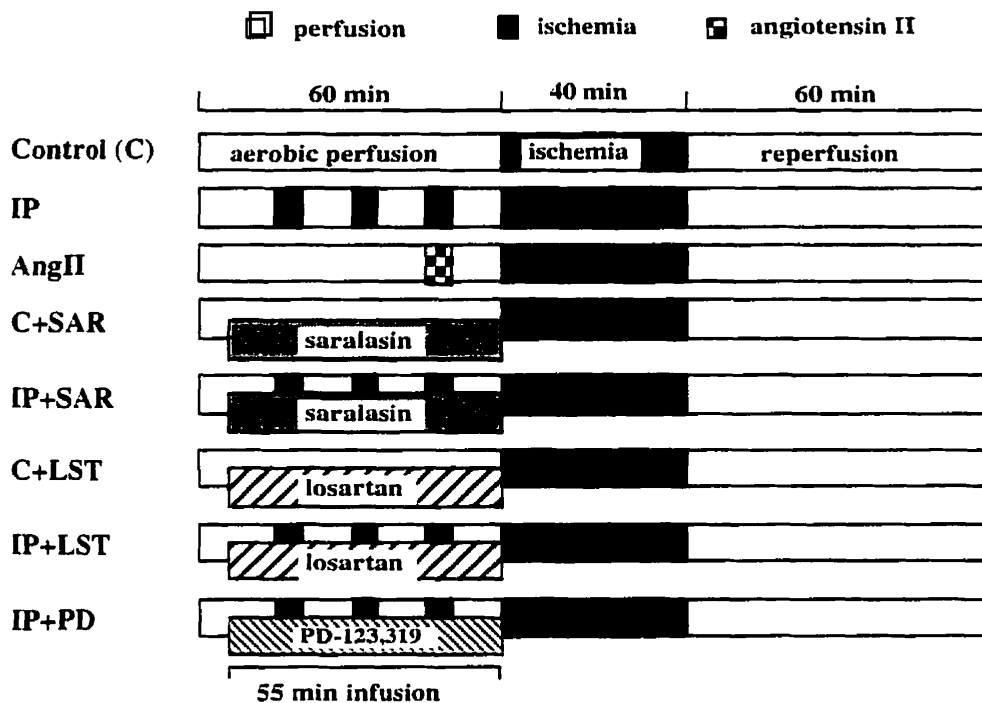 perfusion ischemia angiotensin II
60 min 40 min 60 min
Control (C) aerobic perfusion ischemia reperfusion
IP
AngII
C+SAR saralasin
IP+SAR saralasin
C+LST losartan
IP+LST losartan
IP+PD PD-123,319
55 min infusion